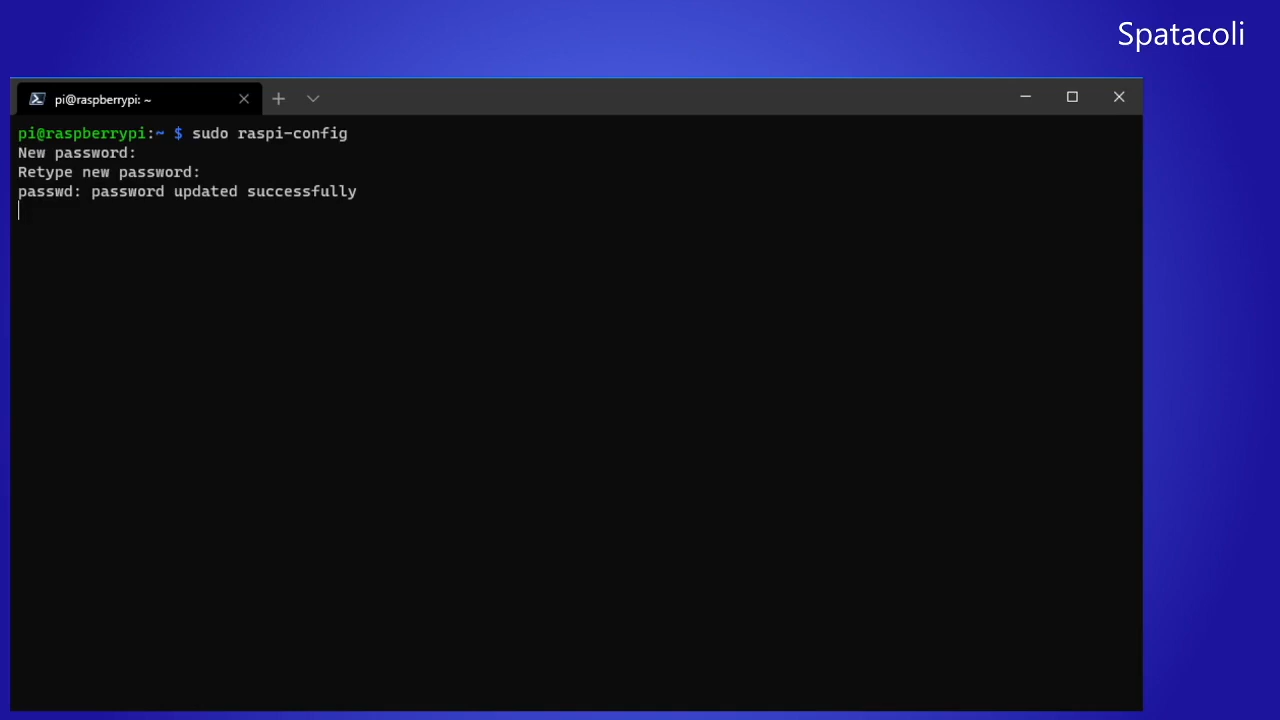 Spatacoli
pi@raspberrypi: ~
pi@raspberrypi:~ $ sudo raspi-config
New password:
Retype new password:
passwd: password updated successfully